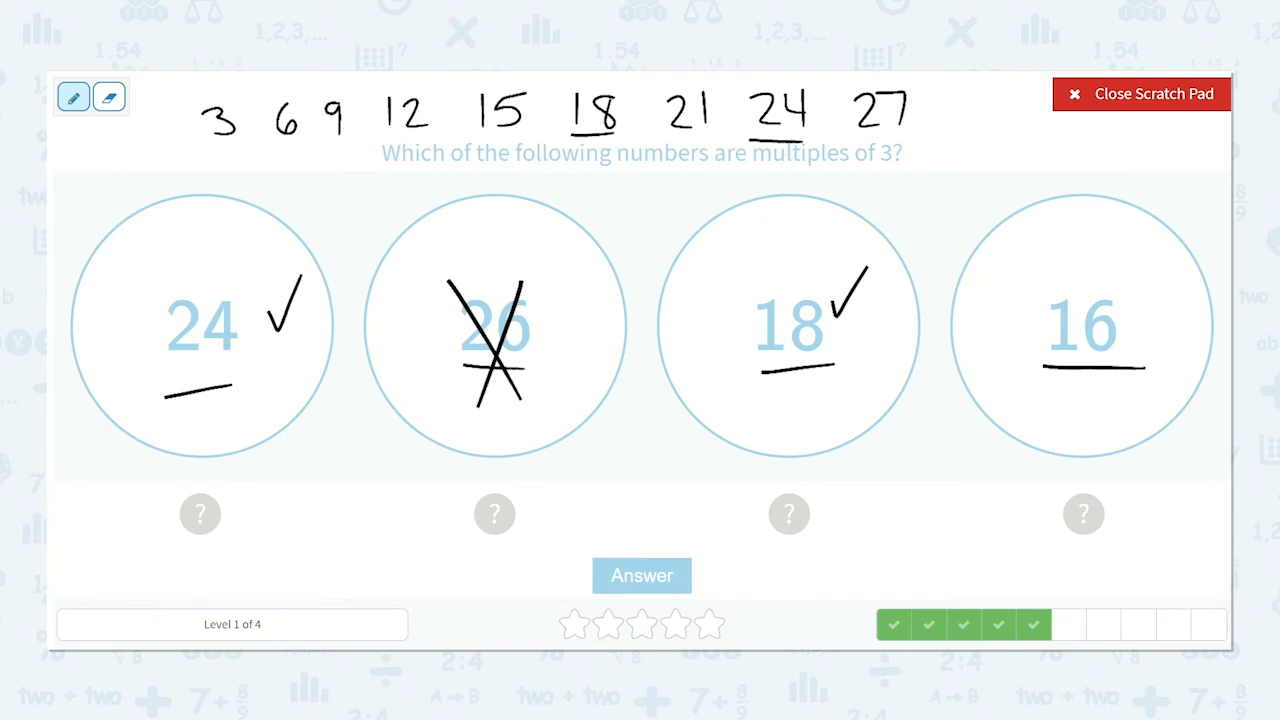 Close Scratch Pad
3 6 9 12 15 18 21 24 27
Which of the following numbers are multiples of 3?
24 26 18 16
? ? ? ?
Answer
Level 1 of 4